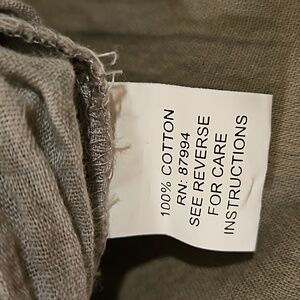 100% COTTON
RN: 87994
SEE REVERSE
FOR CARE
INSTRUCTIONS